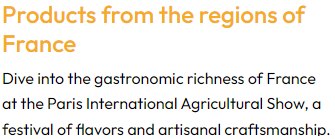 Products from the regions of
France
Dive into the gastronomic richness of France
at the Paris International Agricultural Show, a
festival of flavors and artisanal craftsmanship.